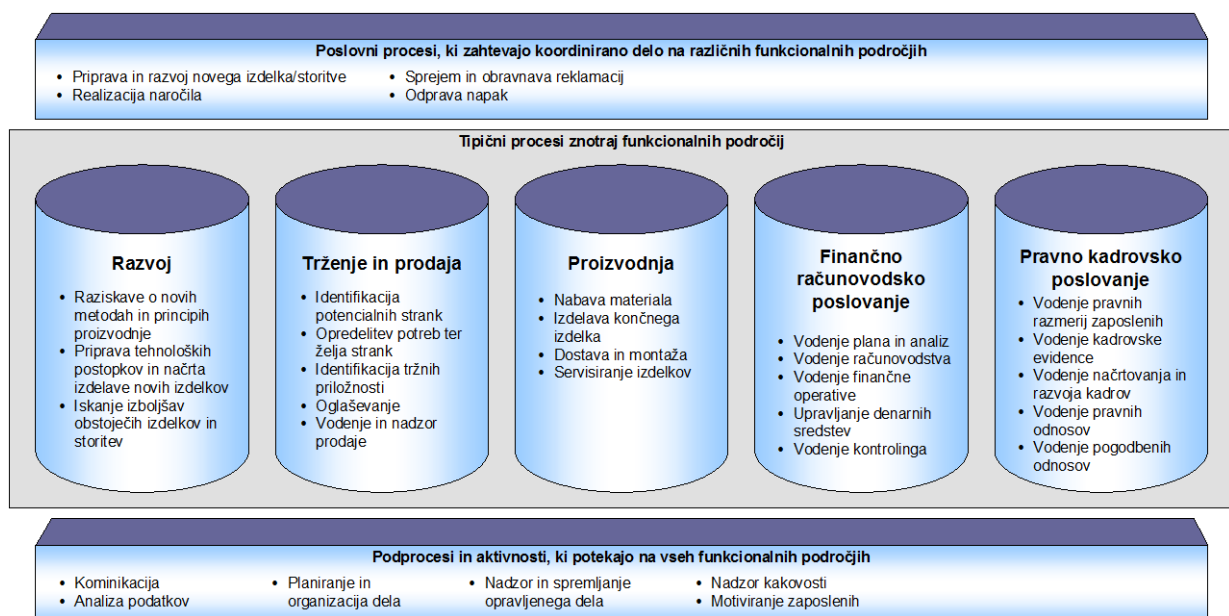 Poslovni procesi, ki zahtevajo koordinirano delo na različnih funkcionalnih področjih
• Priprava in razvoj novega izdelka/storitve
• Realizacija naročila
• Sprejem in obravnava reklamacij
• Odprava napak
Tipični procesi znotraj funkcionalnih področij
Razvoj
• Raziskave o novih
metodah in principih
proizvodnje
• Priprava tehnoloških
postopkov in načrta
izdelave novih izdelkov
• Iskanje izboljšav
obstoječih izdelkov in
storitev
Trženje in prodaja
• Identifikacija
potencialnih strank
• Opredelitev potreb ter
želja strank
• Identifikacija tržnih
priložnosti
• Oglaševanje
• Vodenje in nadzor
prodaje
Proizvodnja
• Nabava materiala
• Izdelava končnega
izdelka
• Dostava in montaža
• Servisiranje izdelkov
Finančno
računovodsko
poslovanje
• Vodenje plana in analiz
• Vodenje računovodstva
• Vodenje finančne
operative
• Upravljanje denarnih
sredstev
• Vodenje kontrolinga
Pravno kadrovsko
poslovanje
• Vodenje pravnih
razmerij zaposlenih
• Vodenje kadrovske
evidence
• Vodenje načrtovanja in
razvoja kadrov
• Vodenje pravnih
odnosov
• Vodenje pogodbenih
odnosov
Podprocesi in aktivnosti, ki potekajo na vseh funkcionalnih področjih
• Kominikacija
• Analiza podatkov
• Planiranje in
organizacija dela
• Nadzor in spremljanje
opravljenega dela
• Nadzor kakovosti
• Motiviranje zaposlenih